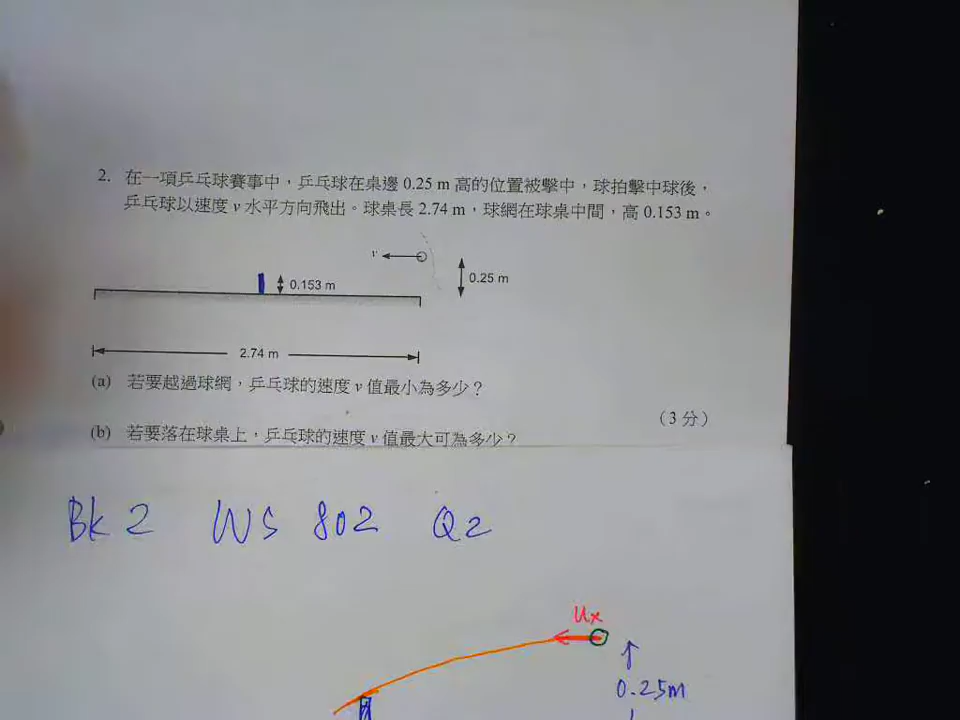 2. 在一項乒乓球賽事中，乒乓球在桌邊 0.25 m 高的位置被擊中，球拍擊中球後，
乒乓球以速度 v 水平方向飛出。球桌長 2.74 m，球網在球桌中間，高 0.153 m。
v
0.153 m
0.25 m
2.74 m
(a) 若要越過球網，乒乓球的速度 v 值最小為多少？
（3 分）
(b) 若要落在球桌上，乒乓球的速度 v 值最大可為多少？
Bk 2 WS 802 Q2
Ux
0.25m